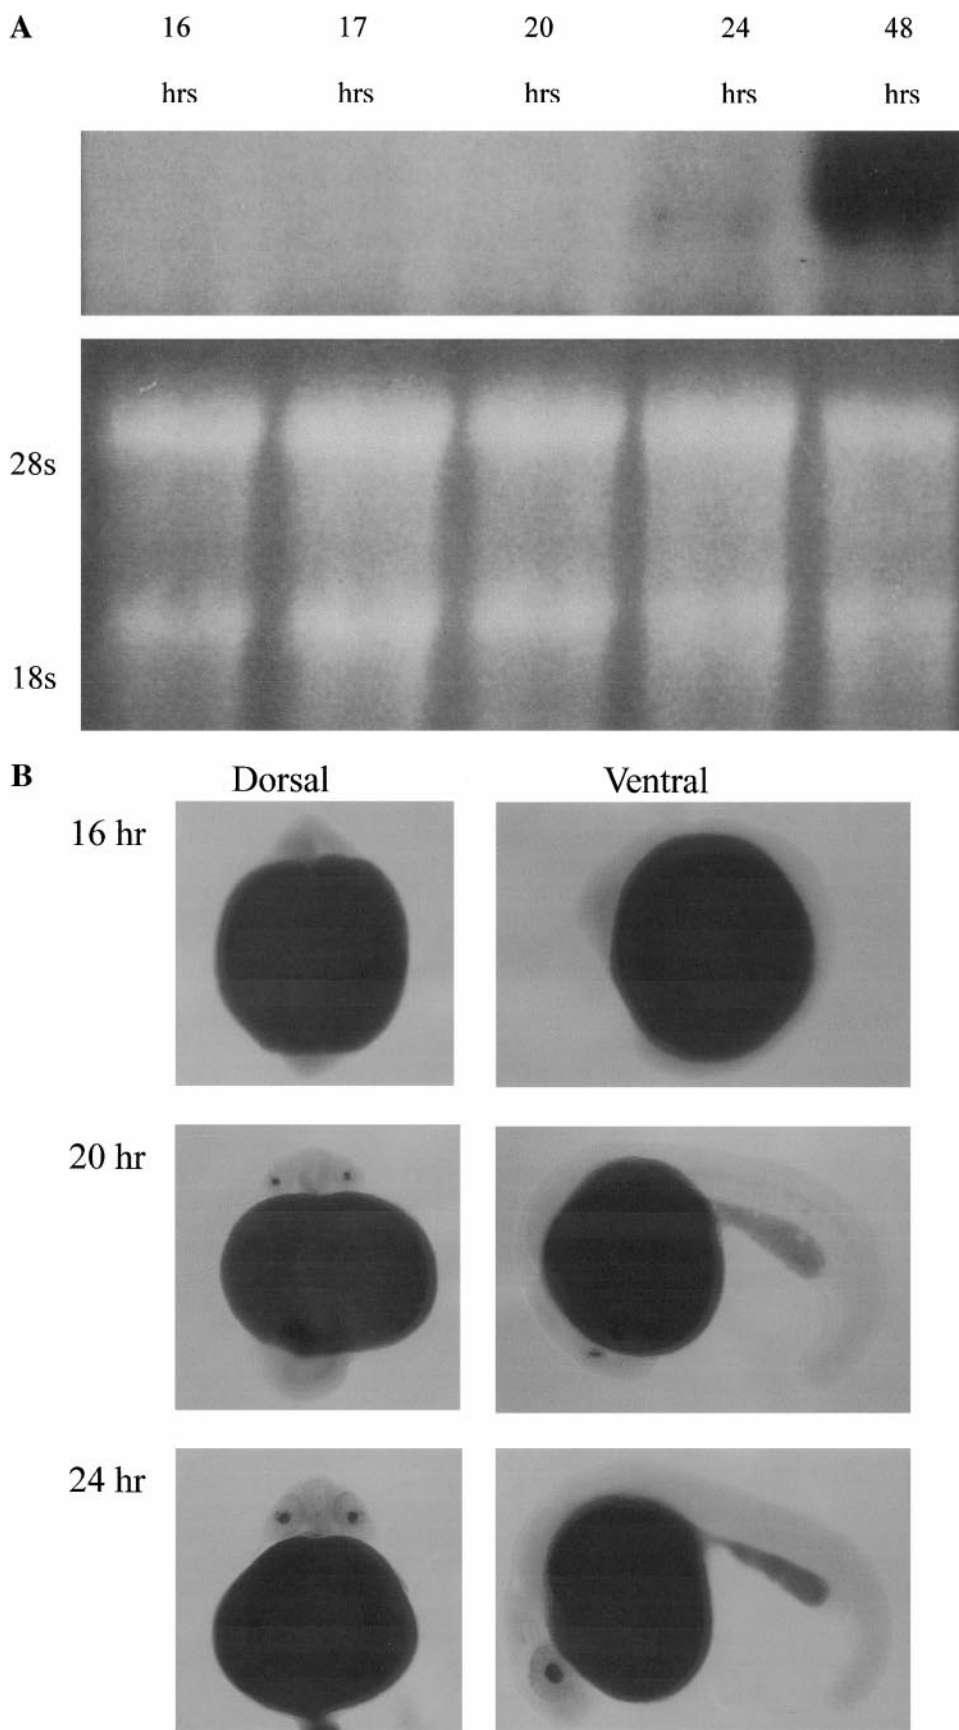 A 16 17 20 24 48
hrs hrs hrs hrs hrs
28s
18s
B Dorsal Ventral
16 hr
20 hr
24 hr